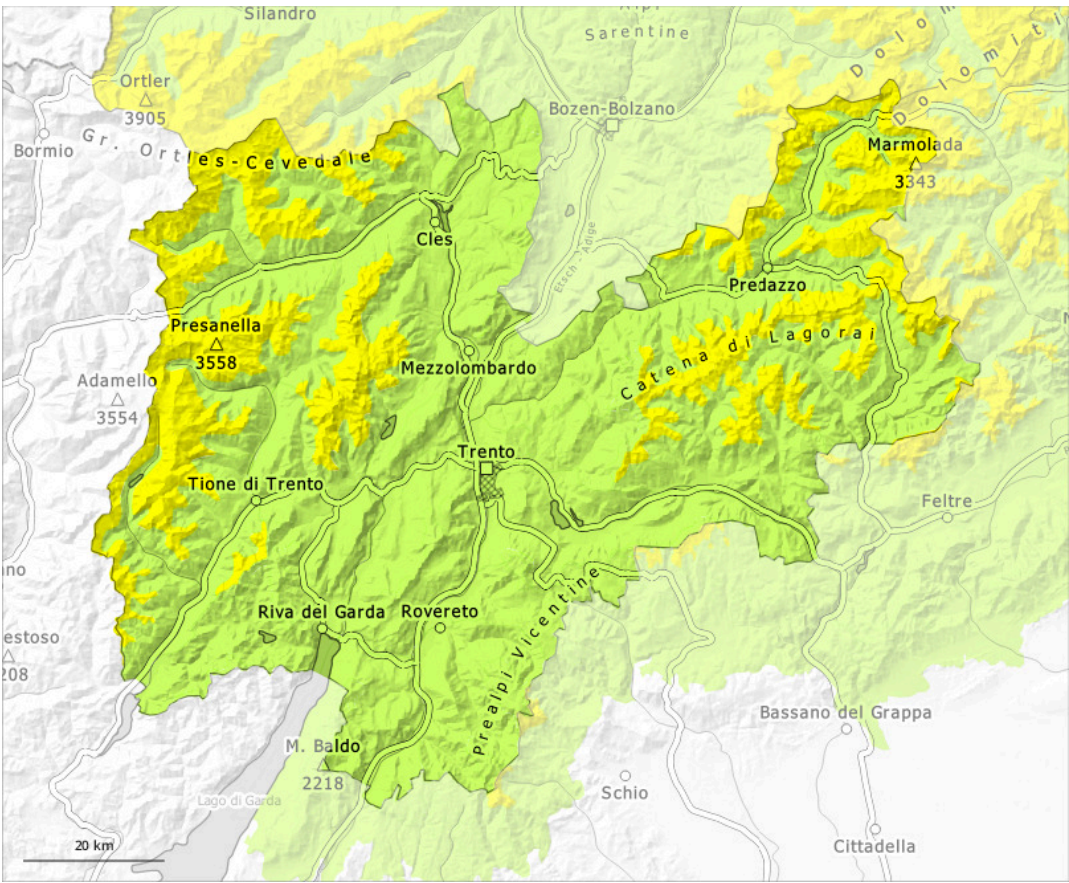 Silandro
Sarentine
Dolomiti
Ortler
3905
Bozen-Bolzano
Bormio
Gr. Ortles-Cevedale
Marmolada
3343
Cles
Etsch - Adige
Predazzo
Presanella
3558
Catena di Lagorai
Mezzolombardo
Adamello
3554
Trento
Tione di Trento
Feltre
Riva del Garda
Rovereto
Prealpi Vicentine
208
Bassano del Grappa
M. Baldo
2218
Lago di Garda
Schio
20 km
Cittadella